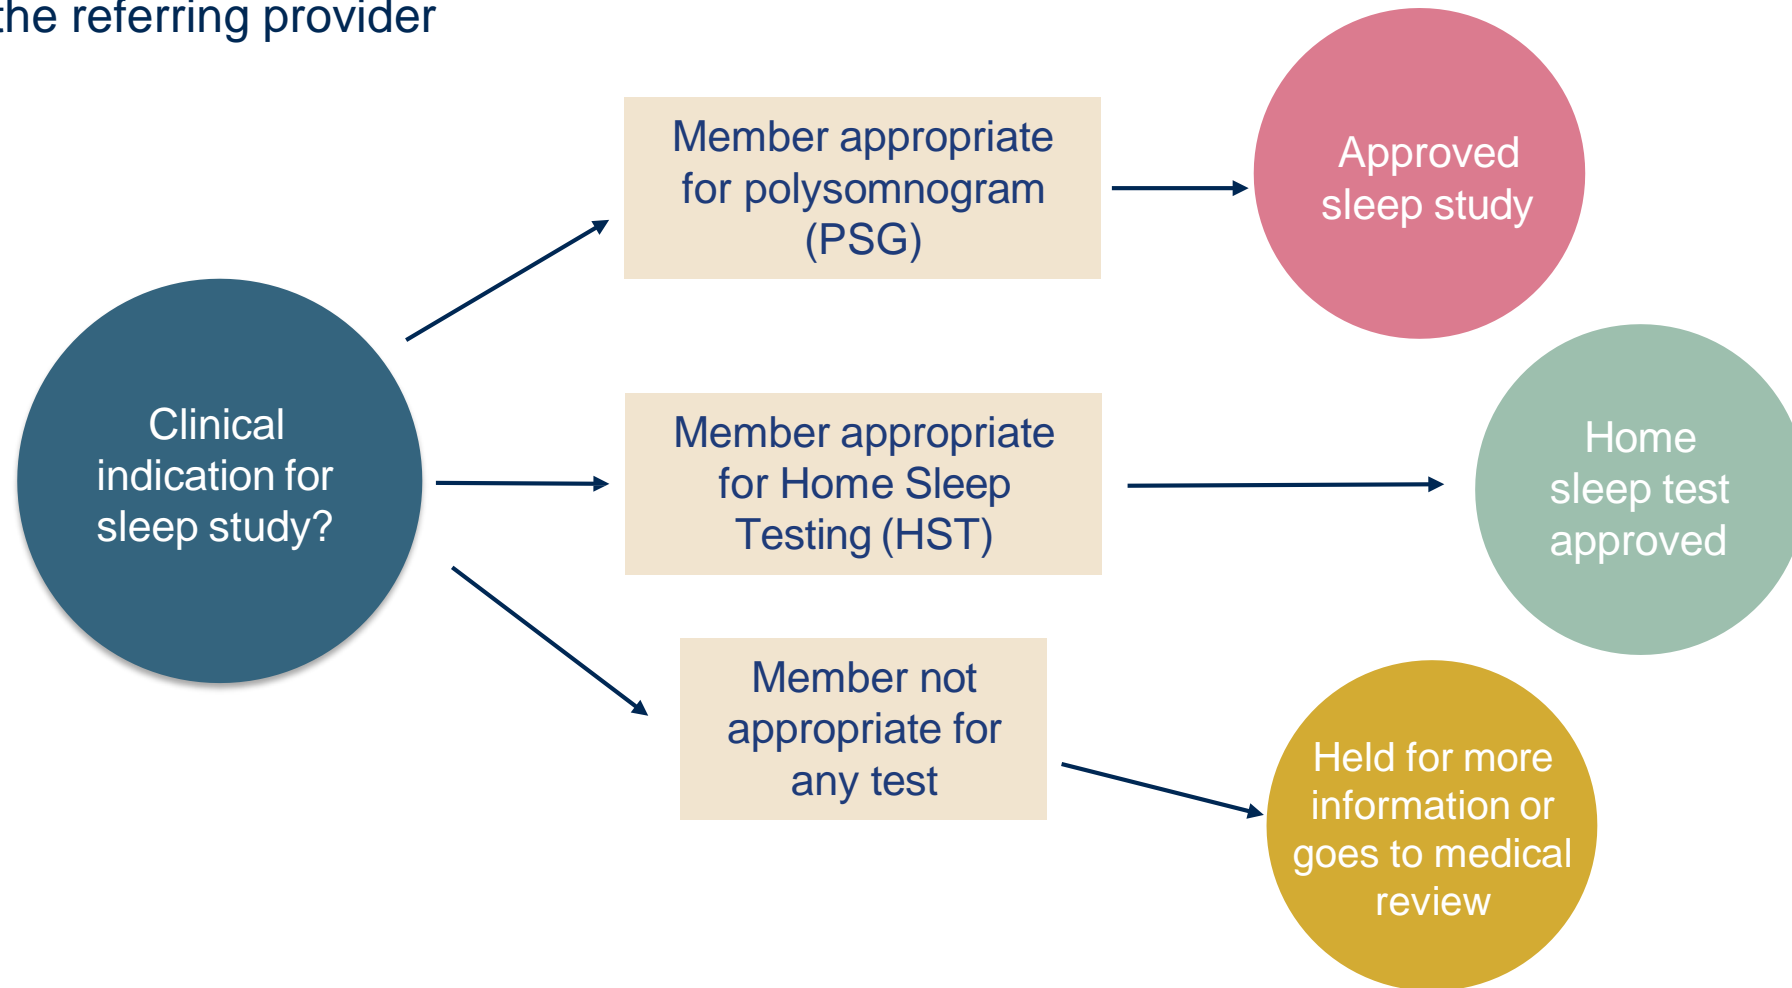 the referring provider
Member appropriate
for polysomnogram
(PSG)
Approved
sleep study
Clinical
indication for
sleep study?
Member appropriate
for Home Sleep
Testing (HST)
Home
sleep test
approved
Member not
appropriate for
any test
Held for more
information or
goes to medical
review